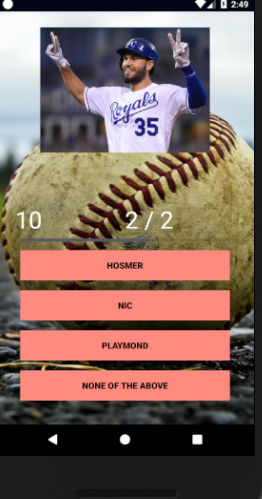 2:49
Royals
35
10 2 / 2
HOSMER
NIC
PLAYMOND
NONE OF THE ABOVE